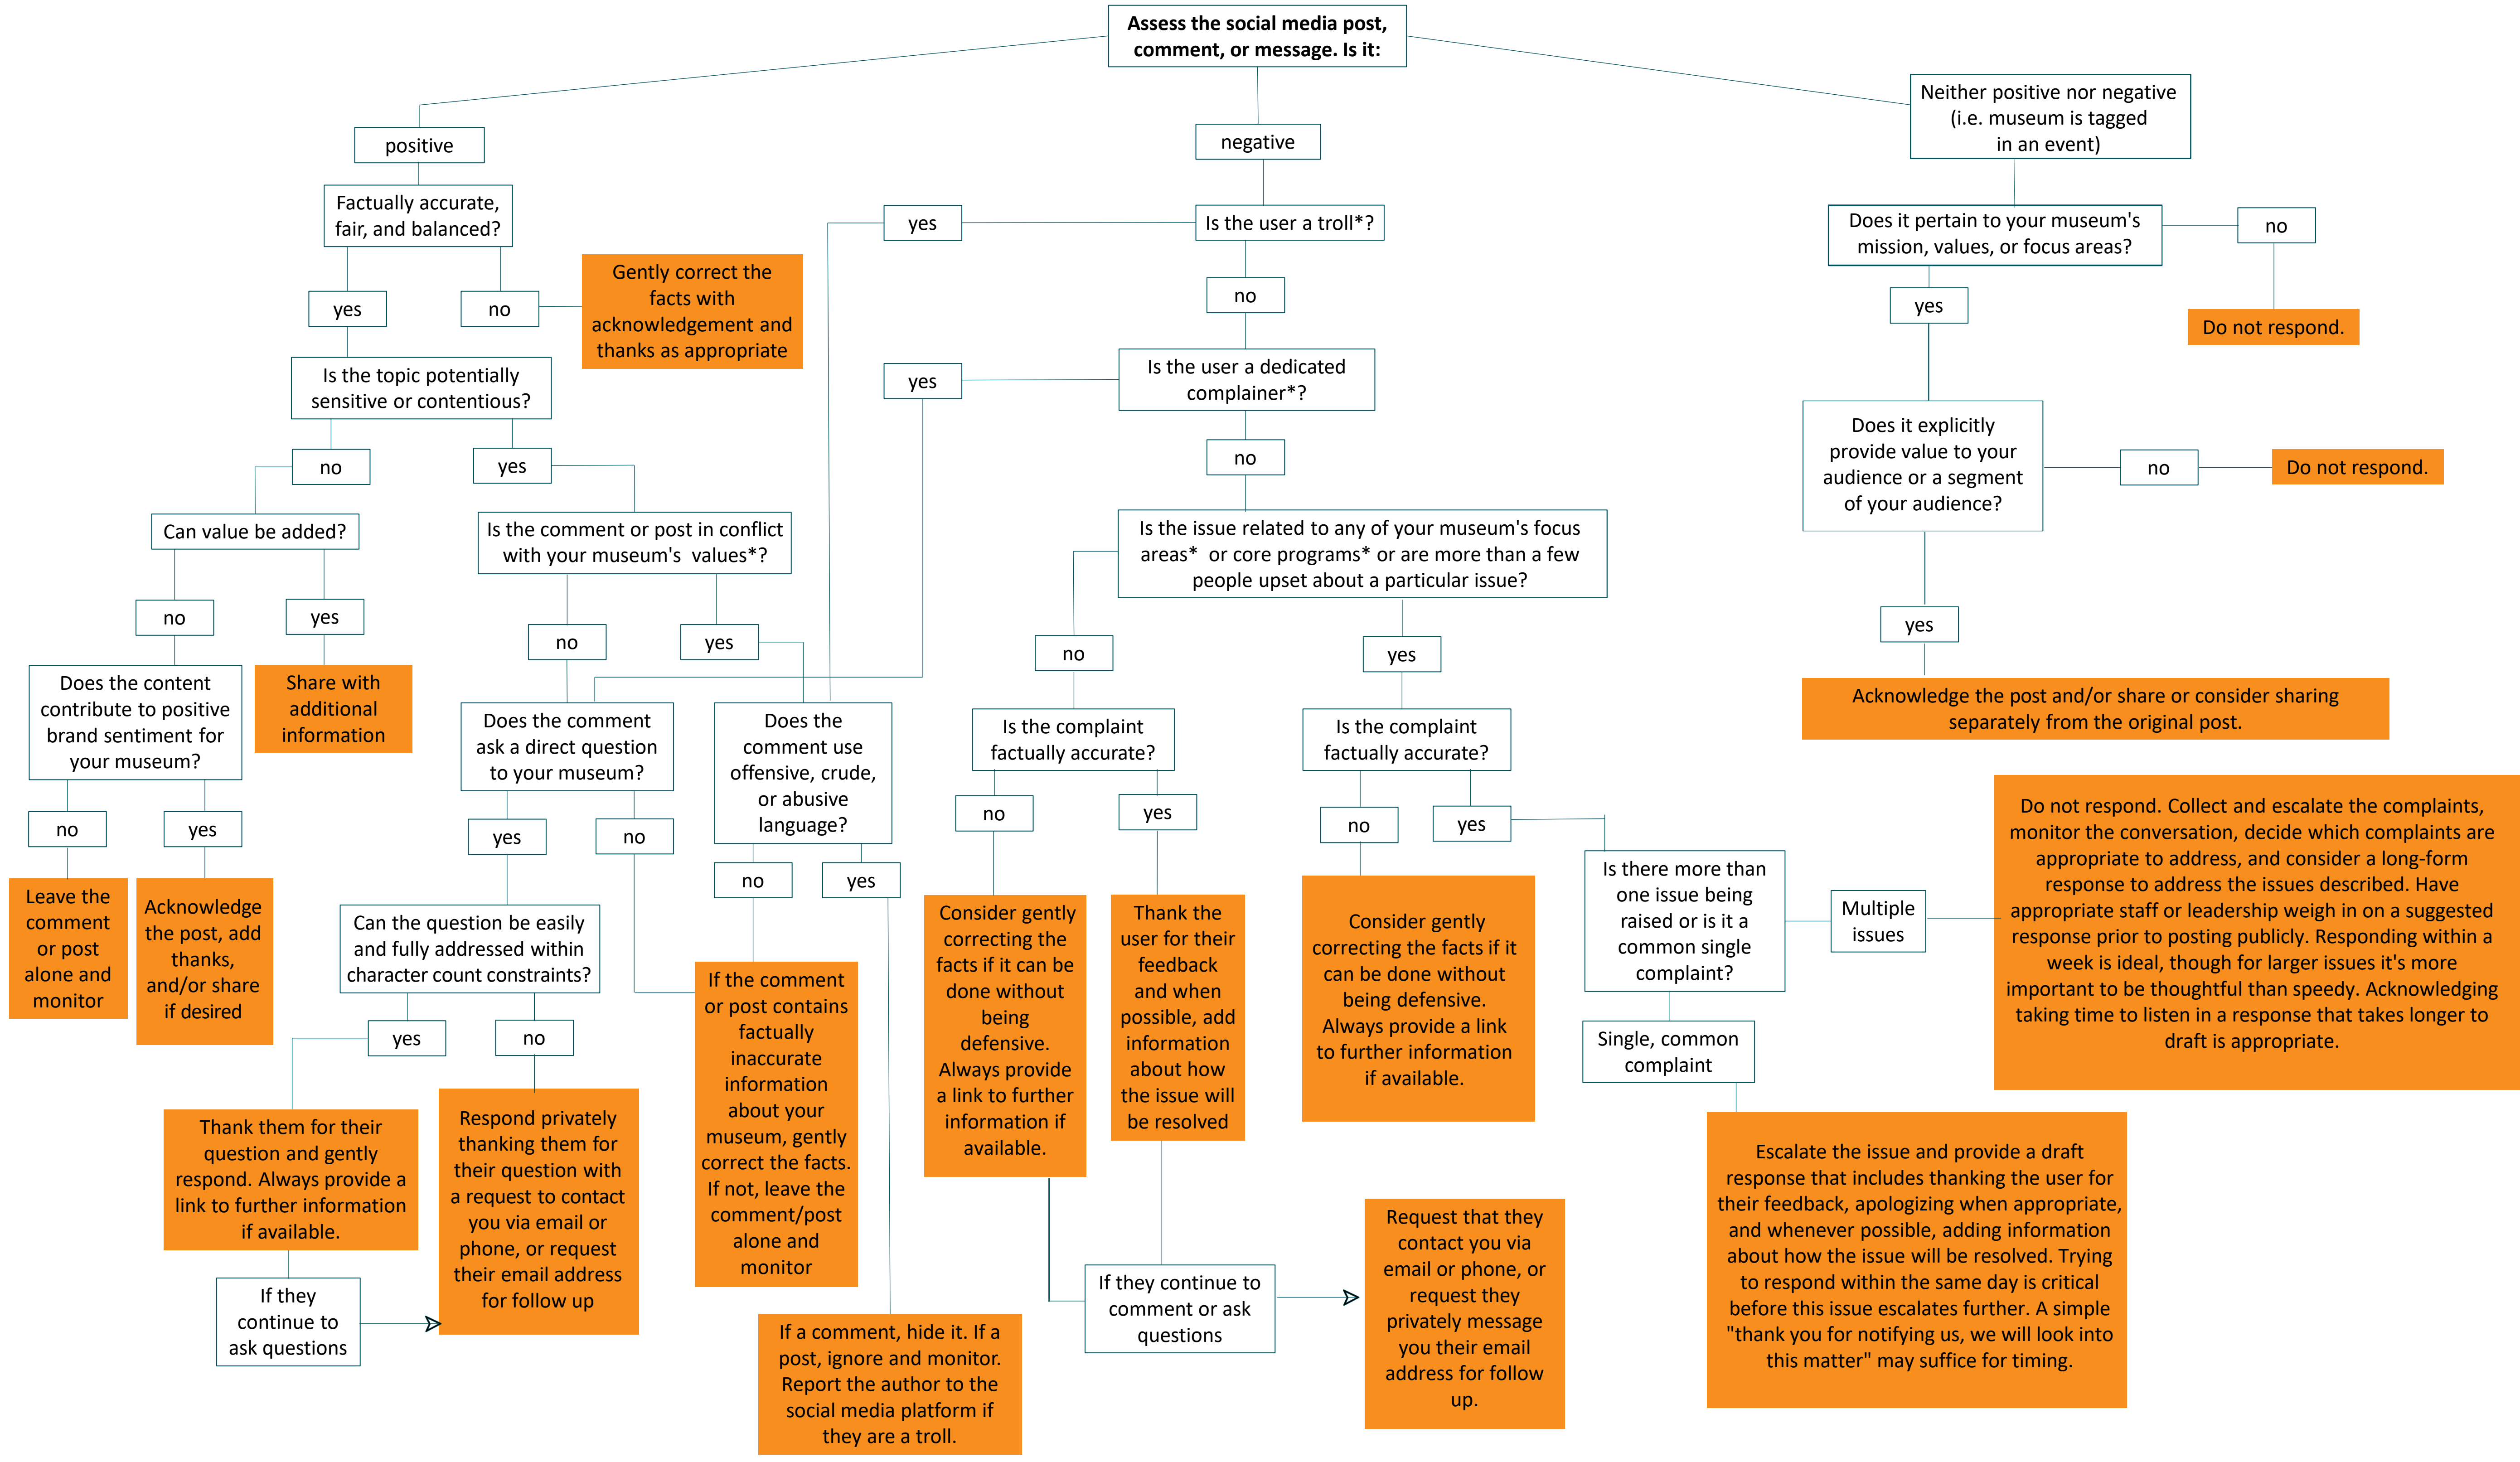 Assess the social media post,
comment, or message. Is it:
positive
Factually accurate,
fair, and balanced?
yes
no
Gently correct the
facts with
acknowledgement and
thanks as appropriate
Is the topic potentially
sensitive or contentious?
no
yes
Can value be added?
no
yes
Share with
additional
information
Does the content
contribute to positive
brand sentiment for
your museum?
no
yes
Leave the
comment
or post
alone and
monitor
Acknowledge
the post, add
thanks,
and/or share
if desired
Is the comment or post in conflict
with your museum's values*?
no
yes
Does the comment
ask a direct question
to your museum?
yes
no
Can the question be easily
and fully addressed within
character count constraints?
yes
no
Thank them for their
question and gently
respond. Always provide a
link to further information
if available.
If they
continue to
ask questions
Respond privately
thanking them for
their question with
a request to contact
you via email or
phone, or request
their email address
for follow up
Does the
comment use
offensive, crude,
or abusive
language?
no
yes
If the comment
or post contains
factually
inaccurate
information
about your
museum, gently
correct the facts.
If not, leave the
comment/post
alone and
monitor
If a comment, hide it. If a
post, ignore and monitor.
Report the author to the
social media platform if
they are a troll.
negative
Is the user a troll*?
yes
no
Is the user a dedicated
complainer*?
yes
no
Is the issue related to any of your museum's focus
areas* or core programs* or are more than a few
people upset about a particular issue?
no
yes
Is the complaint
factually accurate?
no
yes
Consider gently
correcting the
facts if it can be
done without
being
defensive.
Always provide
a link to further
information if
available.
Thank the
user for their
feedback
and when
possible, add
information
about how
the issue will
be resolved
If they continue to
comment or ask
questions
Request that they
contact you via
email or phone, or
request they
privately message
you their email
address for follow
up.
Is the complaint
factually accurate?
no
yes
Consider gently
correcting the facts if it
can be done without
being defensive.
Always provide a link
to further information
if available.
Is there more than
one issue being
raised or is it a
common single
complaint?
Multiple
issues
Single, common
complaint
Do not respond. Collect and escalate the complaints,
monitor the conversation, decide which complaints are
appropriate to address, and consider a long-form
response to address the issues described. Have
appropriate staff or leadership weigh in on a suggested
response prior to posting publicly. Responding within a
week is ideal, though for larger issues it's more
important to be thoughtful than speedy. Acknowledging
taking time to listen in a response that takes longer to
draft is appropriate.
Escalate the issue and provide a draft
response that includes thanking the user for
their feedback, apologizing when appropriate,
and whenever possible, adding information
about how the issue will be resolved. Trying
to respond within the same day is critical
before this issue escalates further. A simple
"thank you for notifying us, we will look into
this matter" may suffice for timing.
Neither positive nor negative
(i.e. museum is tagged
in an event)
Does it pertain to your museum's
mission, values, or focus areas?
no
Do not respond.
yes
Does it explicitly
provide value to your
audience or a segment
of your audience?
no
Do not respond.
yes
Acknowledge the post and/or share or consider sharing
separately from the original post.